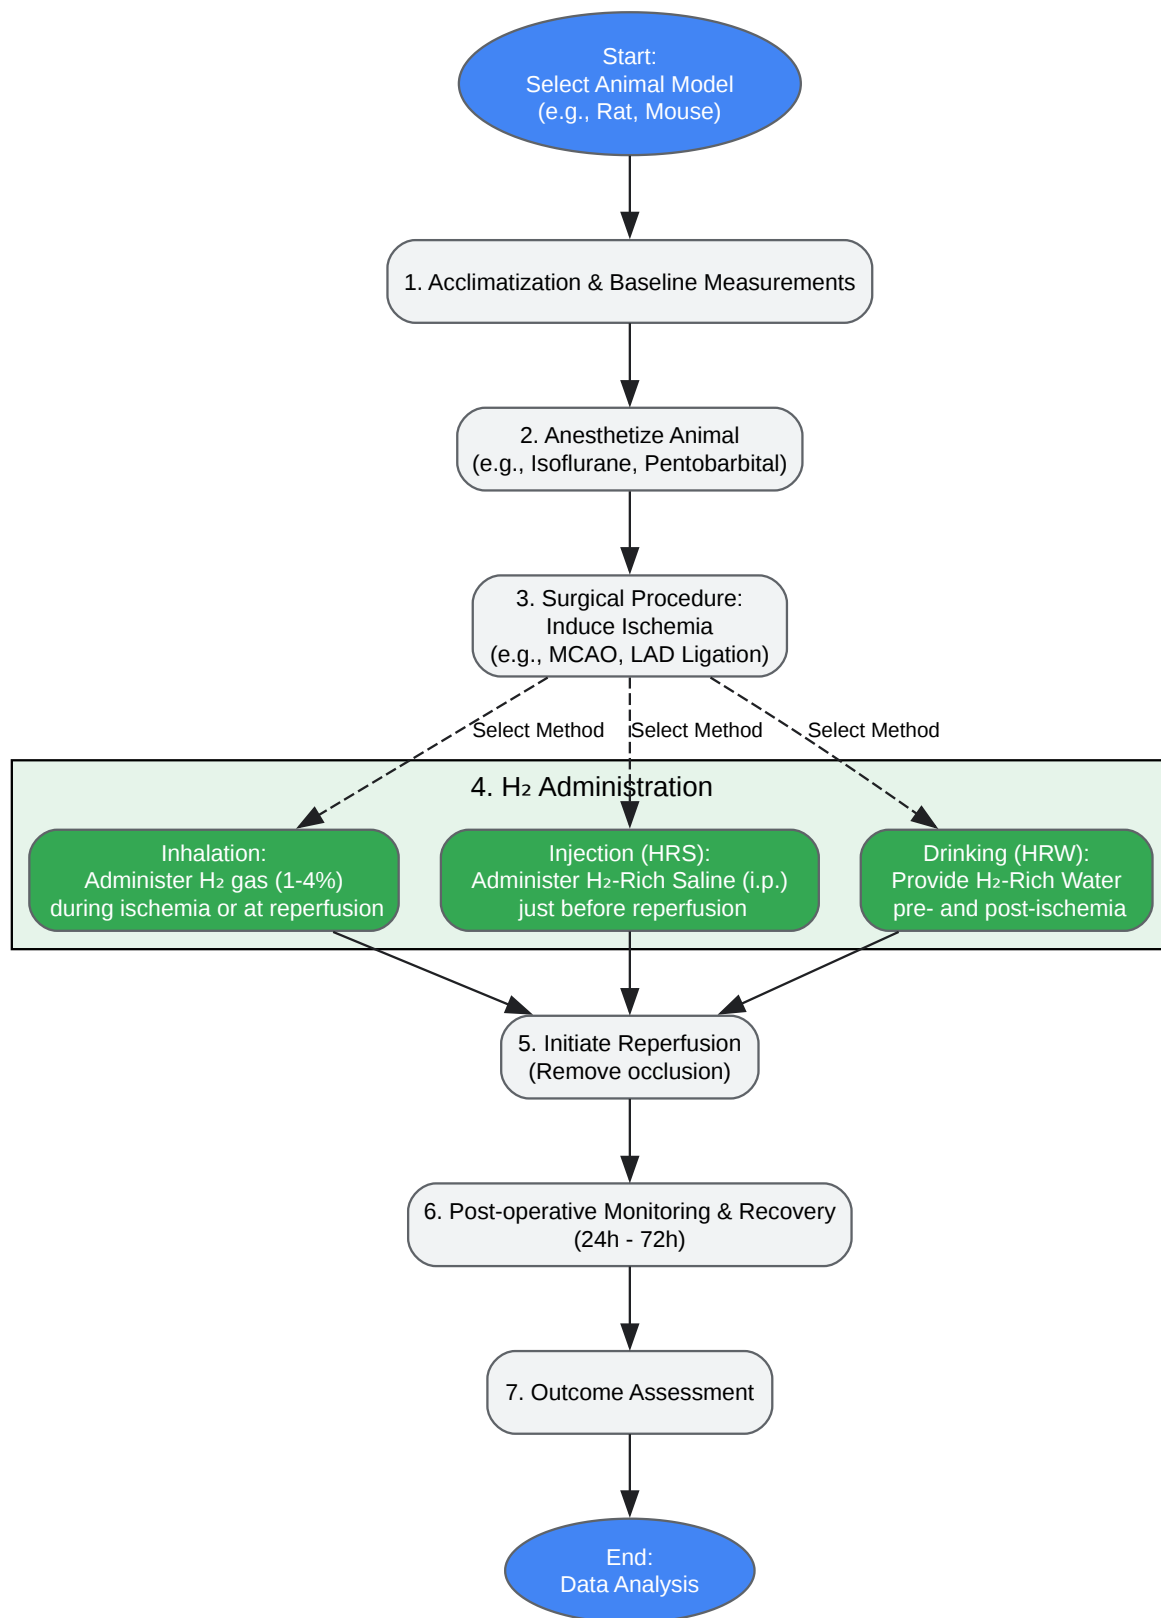 Start:
Select Animal Model
(e.g., Rat, Mouse)
1. Acclimatization & Baseline Measurements
2. Anesthetize Animal
(e.g., Isoflurane, Pentobarbital)
3. Surgical Procedure:
Induce Ischemia
(e.g., MCAO, LAD Ligation)
Select Method
Select Method
Select Method
4. H₂ Administration
Inhalation:
Administer H₂ gas (1-4%)
during ischemia or at reperfusion
Injection (HRS):
Administer H₂-Rich Saline (i.p.)
just before reperfusion
Drinking (HRW):
Provide H₂-Rich Water
pre- and post-ischemia
5. Initiate Reperfusion
(Remove occlusion)
6. Post-operative Monitoring & Recovery
(24h - 72h)
7. Outcome Assessment
End:
Data Analysis